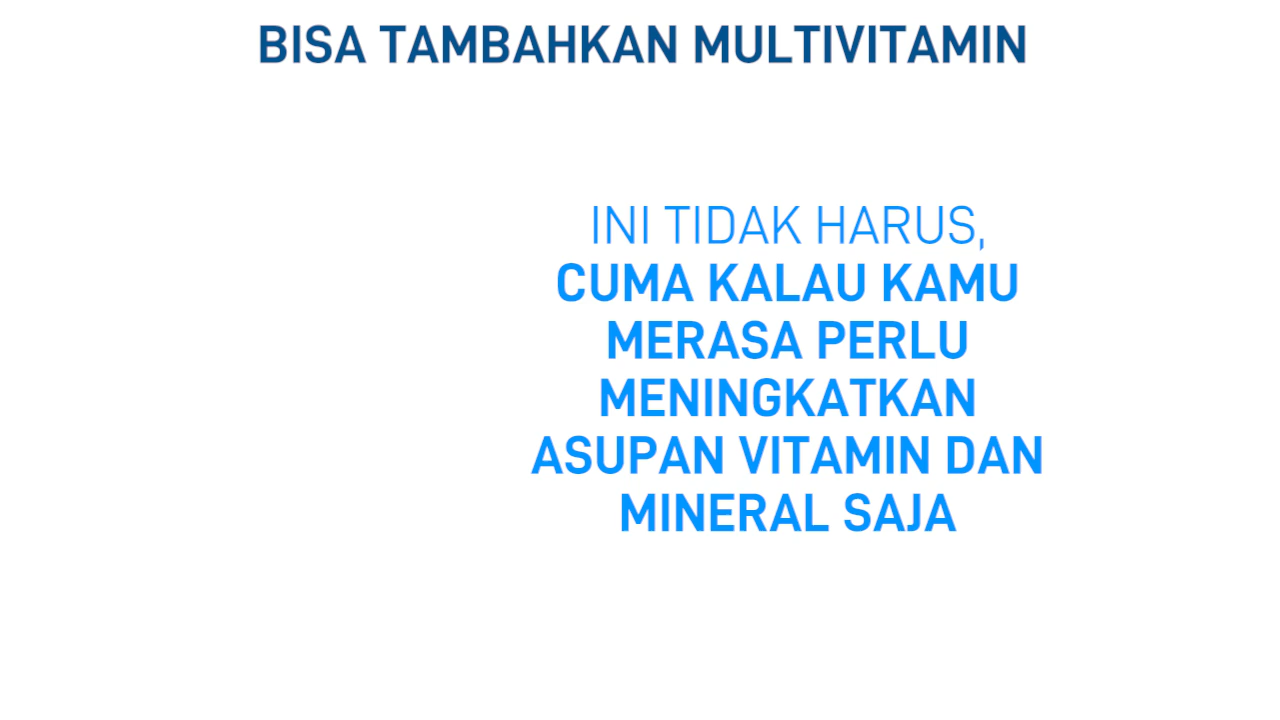 BISA TAMBAHKAN MULTIVITAMIN
INI TIDAK HARUS,
CUMA KALAU KAMU
MERASA PERLU
MENINGKATKAN
ASUPAN VITAMIN DAN
MINERAL SAJA